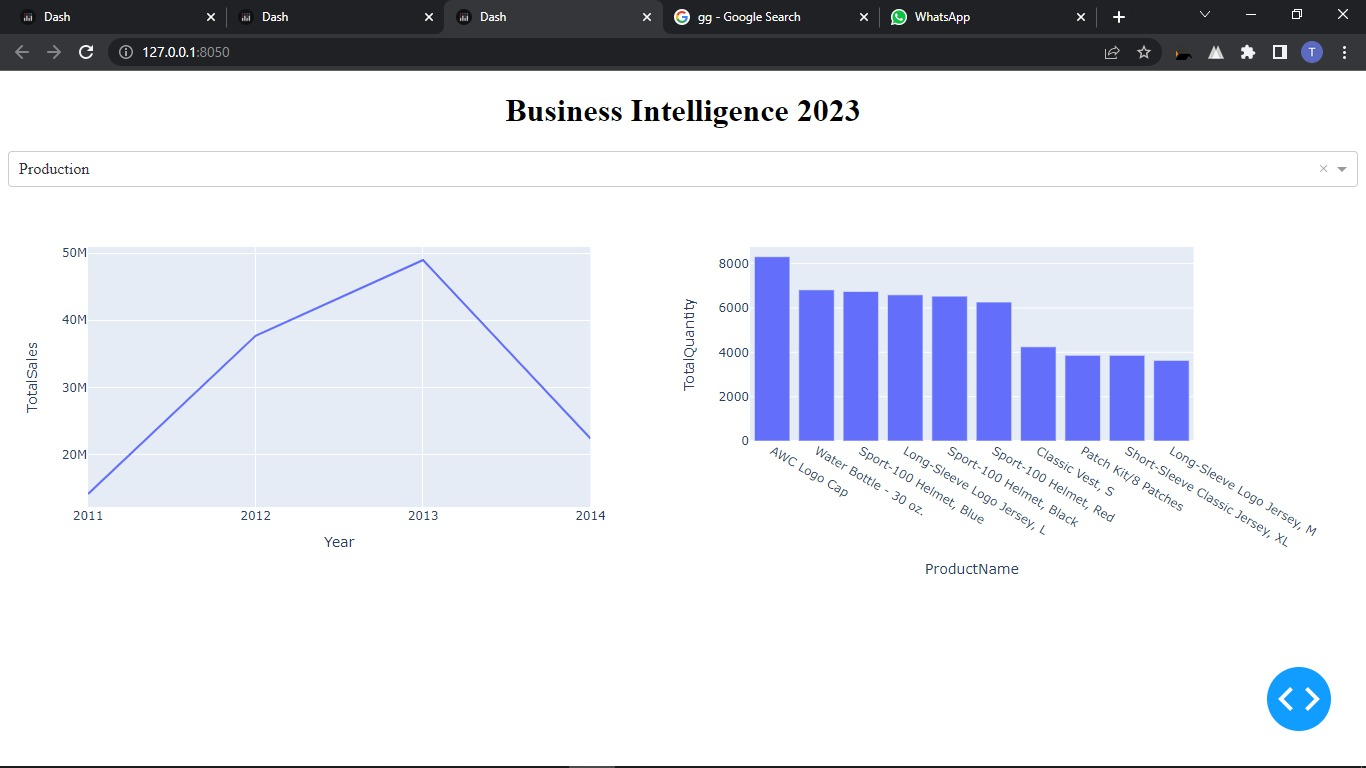 Dash
Dash
Dash
gg - Google Search
WhatsApp
127.0.0.1:8050
T
Business Intelligence 2023
Production
TotalSales
50M
40M
30M
20M
2011 2012 2013 2014
Year
TotalQuantity
8000
6000
4000
2000
0
AWC Logo Cap
Water Bottle - 30 oz.
Sport-100 Helmet, Blue
Long-Sleeve Logo Jersey, L
Sport-100 Helmet, Black
Sport-100 Helmet, Red
Classic Vest, S
Patch Kit/8 Patches
Short-Sleeve Classic Jersey, XL
Long-Sleeve Logo Jersey, M
ProductName